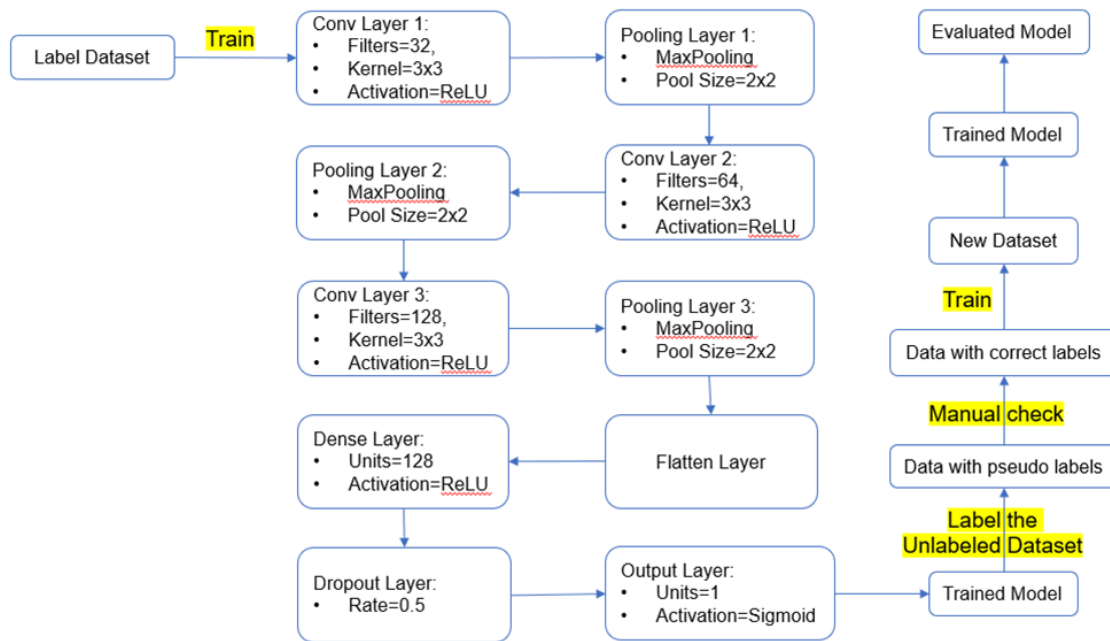 Label Dataset
Train
Conv Layer 1:
• Filters=32,
• Kernel=3x3
• Activation=ReLU
Pooling Layer 1:
• MaxPooling
• Pool Size=2x2
Conv Layer 2:
• Filters=64,
• Kernel=3x3
• Activation=ReLU
Pooling Layer 2:
• MaxPooling
• Pool Size=2x2
Conv Layer 3:
• Filters=128,
• Kernel=3x3
• Activation=ReLU
Pooling Layer 3:
• MaxPooling
• Pool Size=2x2
Flatten Layer
Dense Layer:
• Units=128
• Activation=ReLU
Dropout Layer:
• Rate=0.5
Output Layer:
• Units=1
• Activation=Sigmoid
Trained Model
Label the
Unlabeled Dataset
Data with pseudo labels
Manual check
Data with correct labels
Train
New Dataset
Trained Model
Evaluated Model